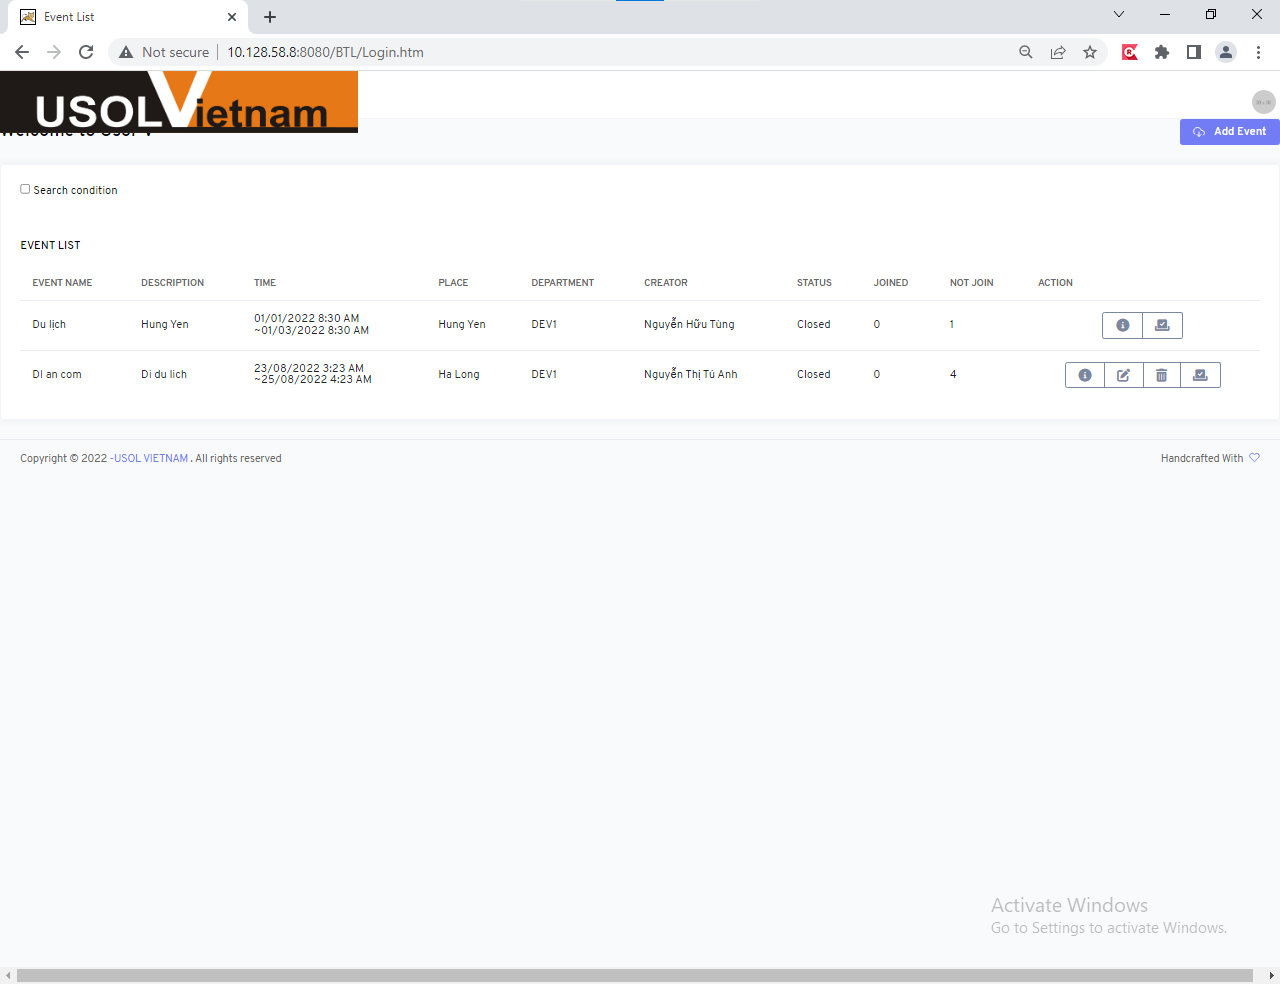 Event List
Not secure
10.128.58.8:8080/BTL/Login.htm
USOL Vietnam
Welcome to Usol V
Add Event
Search condition
EVENT LIST
EVENT NAME DESCRIPTION TIME PLACE DEPARTMENT CREATOR STATUS JOINED NOT JOIN ACTION
Du lịch Hung Yen 01/01/2022 8:30 AM ~01/03/2022 8:30 AM Hung Yen DEV1 Nguyễn Hữu Tùng Closed 0 1
DI an com Di du lich 23/08/2022 3:23 AM ~25/08/2022 4:23 AM Ha Long DEV1 Nguyễn Thị Tú Anh Closed 0 4
Copyright © 2022 -USOL VIETNAM . All rights reserved
Handcrafted With
Activate Windows
Go to Settings to activate Windows.